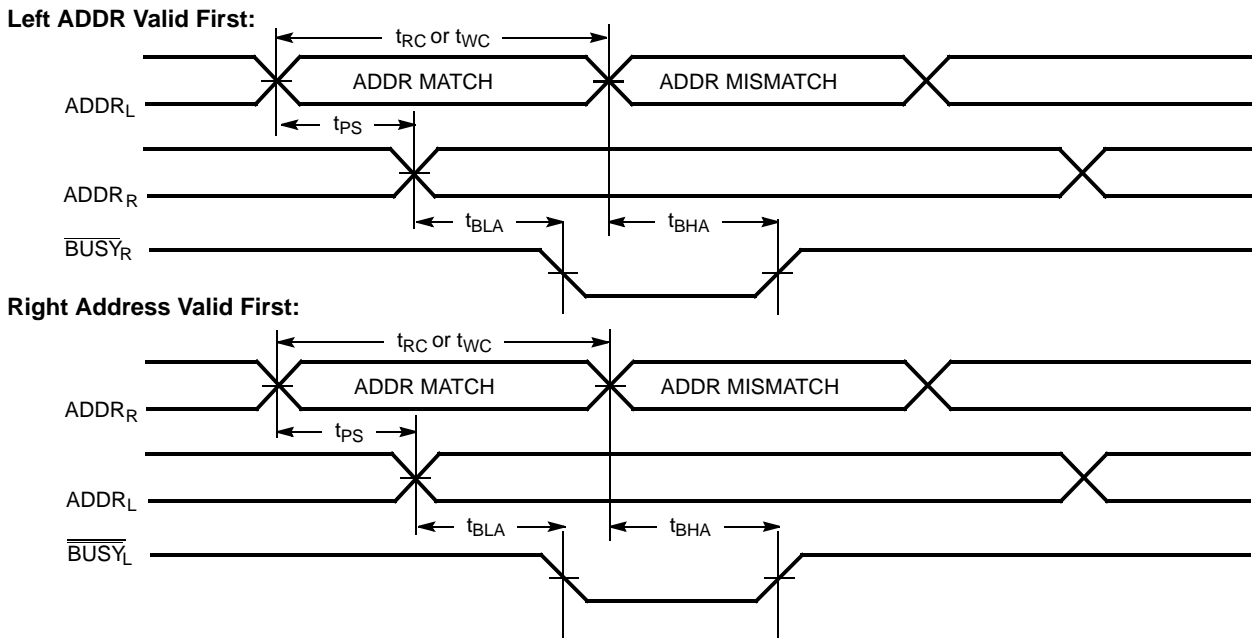 Left ADDR Valid First:
tRC or tWC
ADDR MATCH
ADDR MISMATCH
ADDRL
tPS
ADDRR
tBLA
tBHA
BUSYR
Right Address Valid First:
tRC or tWC
ADDR MATCH
ADDR MISMATCH
ADDRR
tPS
ADDRL
tBLA
tBHA
BUSYL